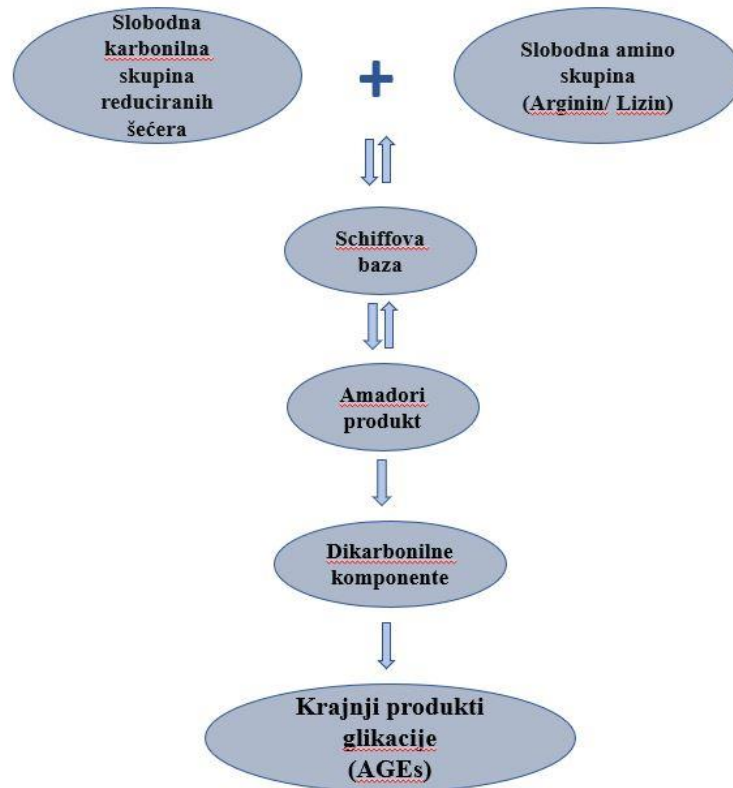 Slobodna
karbonilna
skupina
reduciranih
šećera
+
Slobodna amino
skupina
(Arginin/ Lizin)
Schiffova
baza
Amadori
produkt
Dikarbonilne
komponente
Krajnji produkti
glikacije
(AGEs)